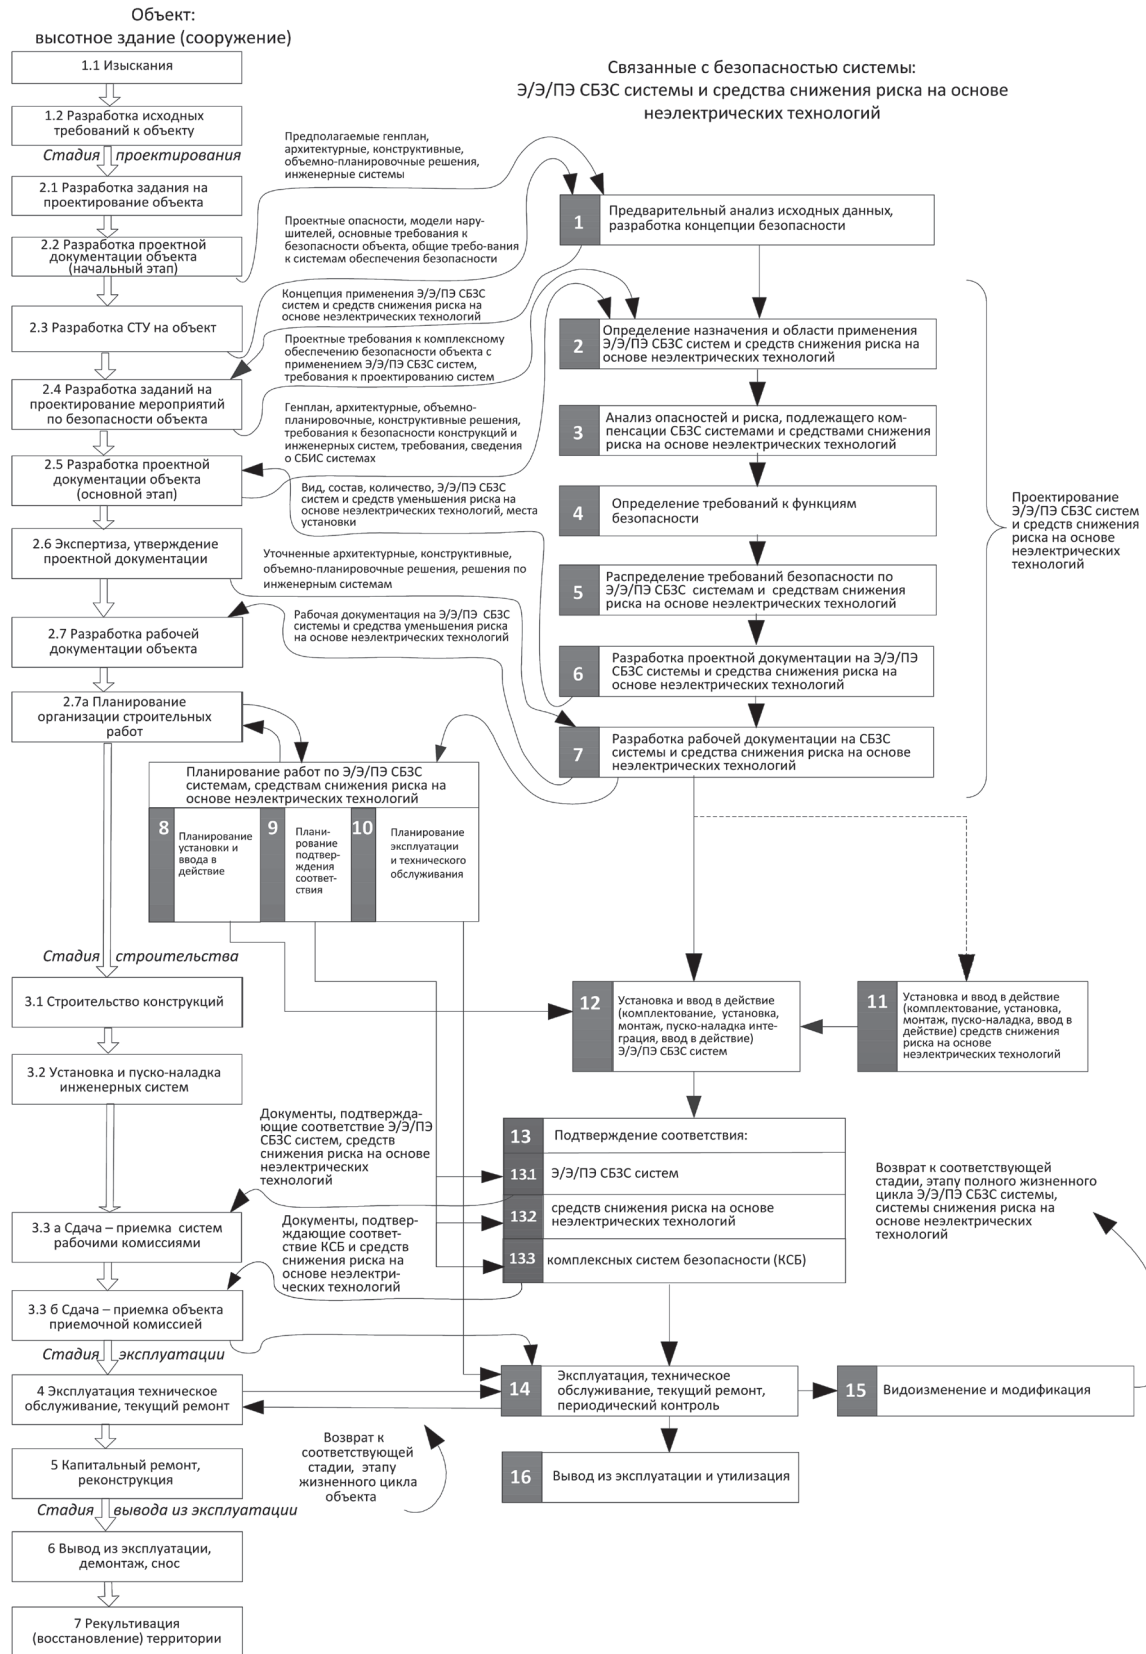 Объект:
высотное здание (сооружение)
1.1 Изыскания
1.2 Разработка исходных
требований к объекту
Стадия проектирования
2.1 Разработка задания на
проектирование объекта
2.2 Разработка проектной
документации объекта
(начальный этап)
2.3 Разработка СТУ на объект
2.4 Разработка заданий на
проектирование мероприятий
по безопасности объекта
2.5 Разработка проектной
документации объекта
(основной этап)
2.6 Экспертиза, утверждение
проектной документации
2.7 Разработка рабочей
документации объекта
2.7а Планирование
организации строительных
работ
Стадия строительства
3.1 Строительство конструкций
3.2 Установка и пуско-наладка
инженерных систем
3.3 а Сдача – приемка систем
рабочими комиссиями
3.3 б Сдача – приемка объекта
приемочной комиссией
Стадия эксплуатации
4 Эксплуатация техническое
обслуживание, текущий ремонт
5 Капитальный ремонт,
реконструкция
Стадия вывода из эксплуатации
6 Вывод из эксплуатации,
демонтаж, снос
7 Рекультивация
(восстановление) территории
Предполагаемые генплан,
архитектурные, конструктивные,
объемно-планировочные решения,
инженерные системы
Проектные опасности, модели нару-
шителей, основные требования к
безопасности объекта, общие требо-вания
к системам обеспечения безопасности
Концепция применения Э/Э/ПЭ СБЗС
систем и средств снижения риска на
основе неэлектрических технологий
Проектные требования к комплексному
обеспечению безопасности объекта с
применением Э/Э/ПЭ СБЗС систем,
требования к проектированию систем
Генплан, архитектурные, объемно-
планировочные, конструктивные решения,
требования к безопасности конструкций и
инженерных систем, требования, сведения
о СБИС системах
Вид, состав, количество, Э/Э/ПЭ СБЗС
систем и средств уменьшения риска на
основе неэлектрических технологий, места
установки
Уточненные архитектурные, конструктивные,
объемно-планировочные решения, решения по
инженерным системам
Рабочая документация на Э/Э/ПЭ СБЗС
системы и средства уменьшения риска
на основе неэлектрических технологий
Планирование работ по Э/Э/ПЭ СБЗС
системам, средствам снижения риска на
основе неэлектрических технологий
8
Планирование
установки и
ввода в
действие
9
Плани-
рование
подтвер-
ждения
соответ-
ствия
10
Планирование
эксплуатации
и технического
обслуживания
Документы, подтвержда-
ющие соответствие Э/Э/ПЭ
СБЗС систем, средств
снижения риска на основе
неэлектрических
технологий
Документы, подтвер-
ждающие соответ-
ствие КСБ и средств
снижения риска на
основе неэлектри-
ческих технологий
Возврат к
соответствующей
стадии, этапу
жизненного цикла
объекта
Связанные с безопасностью системы:
Э/Э/ПЭ СБЗС системы и средства снижения риска на основе
неэлектрических технологий
1
Предварительный анализ исходных данных,
разработка концепции безопасности
2
Определение назначения и области применения
Э/Э/ПЭ СБЗС систем и средств снижения риска на
основе неэлектрических технологий
3
Анализ опасностей и риска, подлежащего ком-
пенсации СБЗС системами и средствами снижения
риска на основе неэлектрических технологий
4
Определение требований к функциям
безопасности
5
Распределение требований безопасности по
Э/Э/ПЭ СБЗС системам и средствам снижения
риска на основе неэлектрических технологий
6
Разработка проектной документации на Э/Э/ПЭ
СБЗС системы и средства снижения риска на
основе неэлектрических технологий
7
Разработка рабочей документации на СБЗС
системы и средства снижения риска на основе
неэлектрических технологий
Проектирование
Э/Э/ПЭ СБЗС систем
и средств снижения
риска на основе
неэлектрических
технологий
12
Установка и ввод в действие
(комплектование, установка,
монтаж, пуско-наладка инте-
грация, ввод в действие)
Э/Э/ПЭ СБЗС систем
11
Установка и ввод в действие
(комплектование, установка,
монтаж, пуско-наладка, ввод в
действие) средств снижения
риска на основе
неэлектрических технологий
13
Подтверждение соответствия:
13.1
Э/Э/ПЭ СБЗС систем
13.2
средств снижения риска на основе
неэлектрических технологий
13.3
комплексных систем безопасности (КСБ)
Возврат к соответствующей
стадии, этапу полного жизненного
цикла Э/Э/ПЭ СБЗС системы,
системы снижения риска на
основе неэлектрических
технологий
14
Эксплуатация, техническое
обслуживание, текущий ремонт,
периодический контроль
15
Видоизменение и модификация
16
Вывод из эксплуатации и утилизация